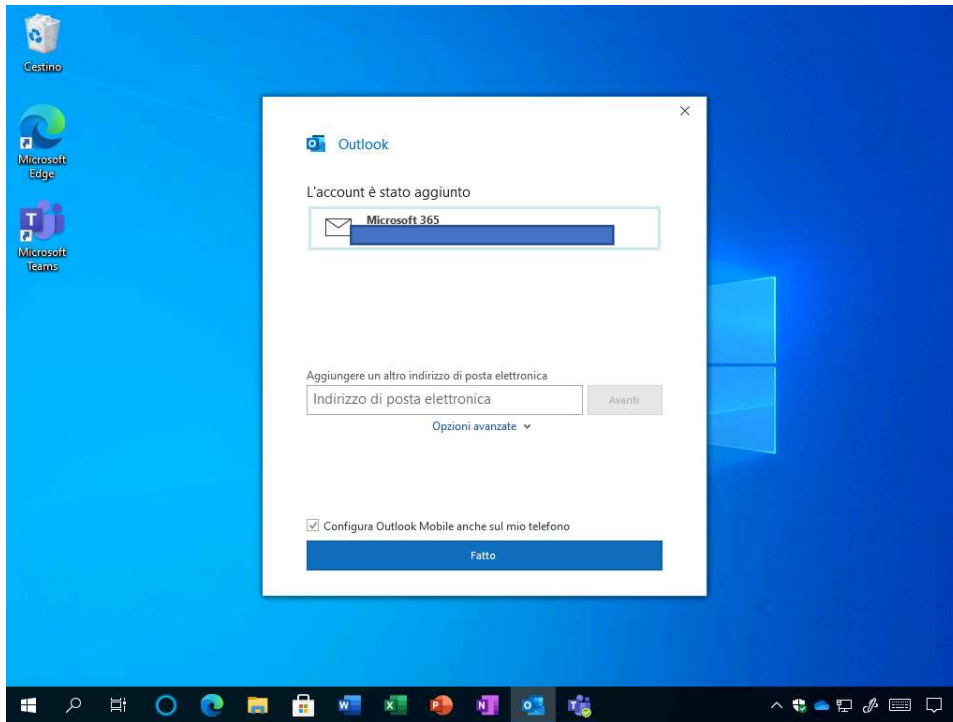 Cestino
Microsoft
Edge
Microsoft
Teams
Outlook
L'account è stato aggiunto
Microsoft 365
Aggiungere un altro indirizzo di posta elettronica
Indirizzo di posta elettronica
Avanti
Opzioni avanzate
Configura Outlook Mobile anche sul mio telefono
Fatto